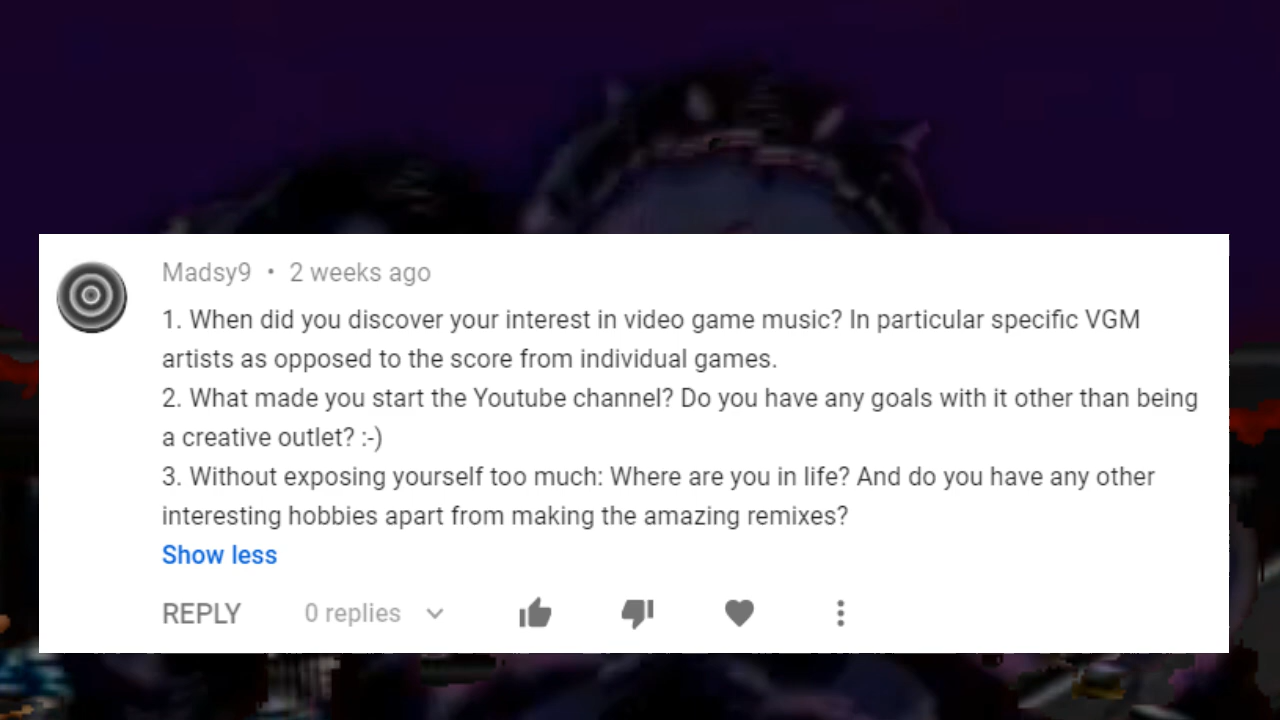 Madsy9 • 2 weeks ago
1. When did you discover your interest in video game music? In particular specific VGM
artists as opposed to the score from individual games.
2. What made you start the Youtube channel? Do you have any goals with it other than being
a creative outlet? :-)
3. Without exposing yourself too much: Where are you in life? And do you have any other
interesting hobbies apart from making the amazing remixes?
Show less
REPLY 0 replies